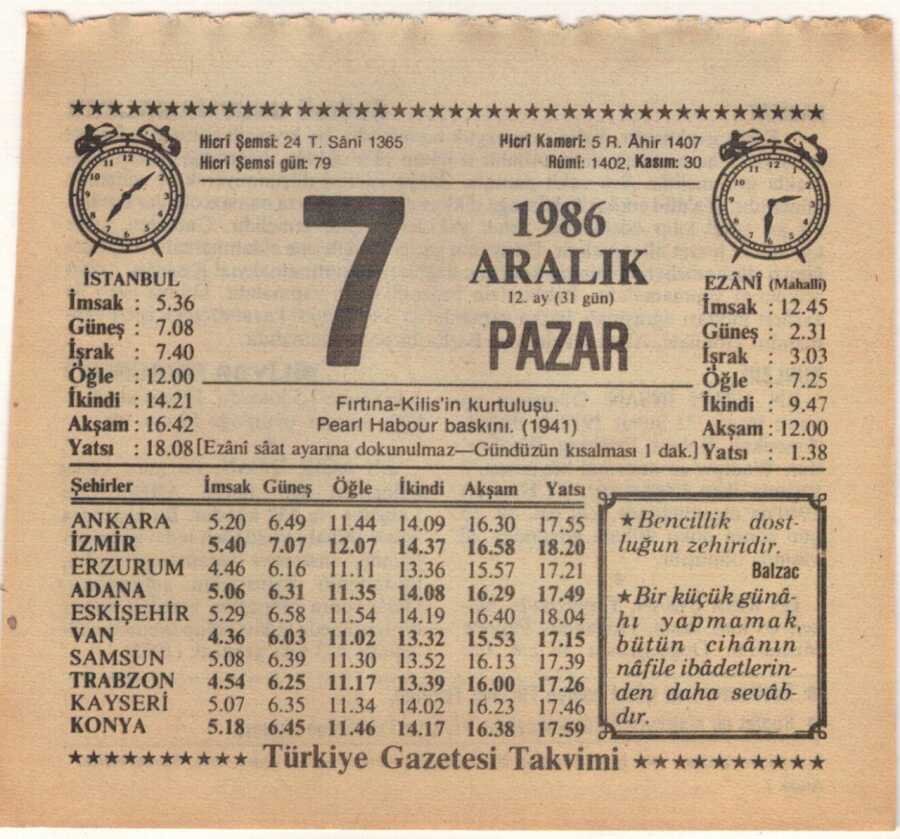 Hicrî Şemsî: 24 T. Sânî 1365
Hicrî Kamerî: 5 R. Âhir 1407
Hicrî Şemsî gün: 79
Rûmî: 1402, Kasım: 30
7
1986
ARALIK
12. ay (31 gün)
PAZAR
İSTANBUL
İmsak : 5.36
Güneş : 7.08
İşrak : 7.40
Öğle : 12.00
İkindi : 14.21
Akşam : 16.42
Yatsı : 18.08
EZÂNÎ (Mahallî)
İmsak : 12.45
Güneş : 2.31
İşrak : 3.03
Öğle : 7.25
İkindi : 9.47
Akşam : 12.00
Yatsı : 1.38
Fırtına-Kilis'in kurtuluşu.
Pearl Habour baskını. (1941)
[Ezânî sâat ayarına dokunulmaz—Gündüzün kısalması 1 dak.]
Şehirler İmsak Güneş Öğle İkindi Akşam Yatsı
ANKARA 5.20 6.49 11.44 14.09 16.30 17.55
İZMİR 5.40 7.07 12.07 14.37 16.58 18.20
ERZURUM 4.46 6.16 11.11 13.36 15.57 17.21
ADANA 5.06 6.31 11.35 14.08 16.29 17.49
ESKİŞEHİR 5.29 6.58 11.54 14.19 16.40 18.04
VAN 4.36 6.03 11.02 13.32 15.53 17.15
SAMSUN 5.08 6.39 11.30 13.52 16.13 17.39
TRABZON 4.54 6.25 11.17 13.39 16.00 17.26
KAYSERİ 5.07 6.35 11.34 14.02 16.23 17.46
KONYA 5.18 6.45 11.46 14.17 16.38 17.59
★Bencillik dost-
luğun zehiridir.
Balzac
★Bir küçük günâ-
hı yapmamak,
bütün cihânın
nâfile ibâdetlerin-
den daha sevâb-
dır.
★★★★★★★★★★ Türkiye Gazetesi Takvimi ★★★★★★★★★★